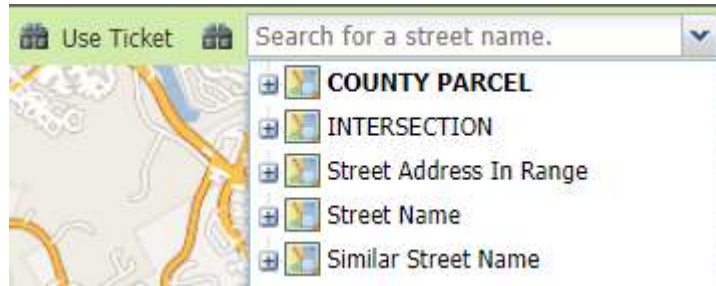 Use Ticket Search for a street name.
COUNTY PARCEL
INTERSECTION
Street Address In Range
Street Name
Similar Street Name